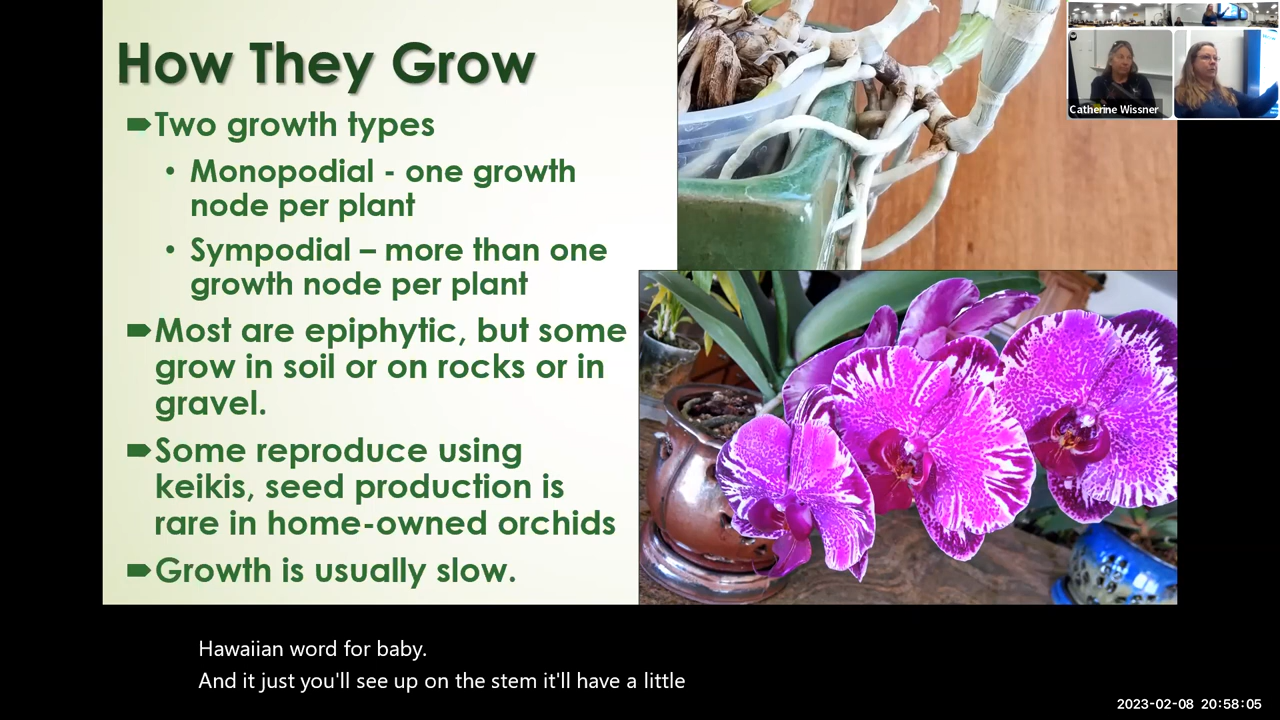 How They Grow
Two growth types
Monopodial - one growth
node per plant
Sympodial – more than one
growth node per plant
Most are epiphytic, but some
grow in soil or on rocks or in
gravel.
Some reproduce using
keikis, seed production is
rare in home-owned orchids
Growth is usually slow.
Catherine Wissner
Hawaiian word for baby.
And it just you'll see up on the stem it'll have a little
2023-02-08 20:58:05